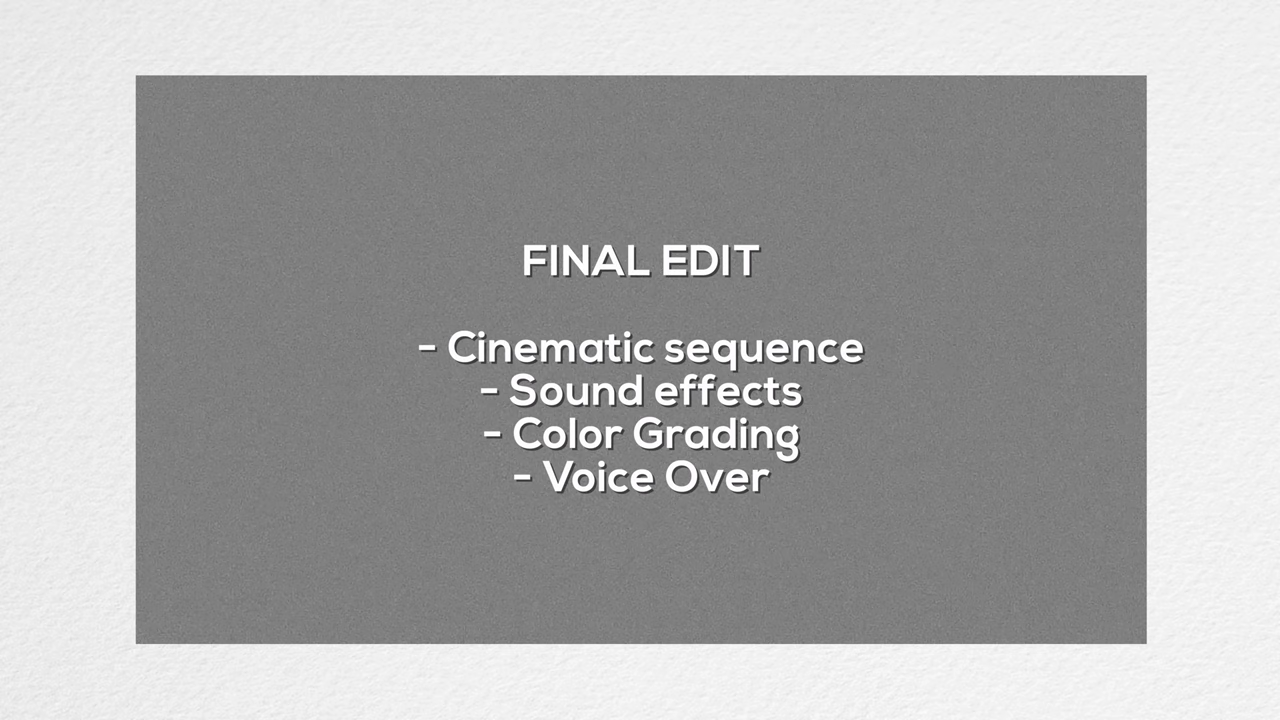 FINAL EDIT
- Cinematic sequence
- Sound effects
- Color Grading
- Voice Over